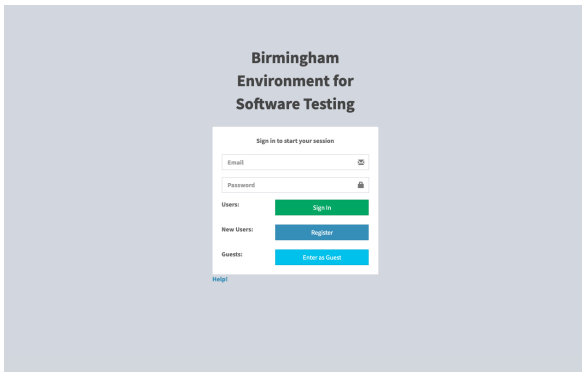 Birmingham
Environment for
Software Testing
Sign in to start your session
Email
Password
Users:
Sign In
New Users:
Register
Guests:
Enter as Guest
Help!